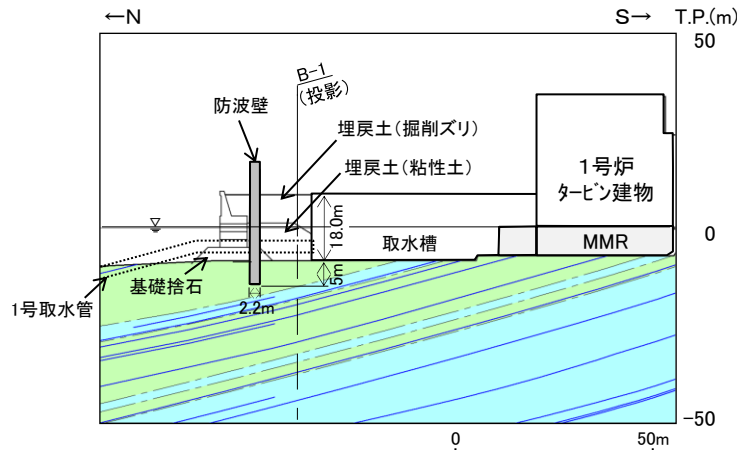 ←N
S→
T.P.(m)
50
B-1
(投影)
防波壁
埋戻土(掘削ズリ)
埋戻土(粘性土)
1号炉
タービン建物
18.0m
0
取水槽
MMR
5m
基礎捨石
1号取水管
2.2m
-50
0
50m